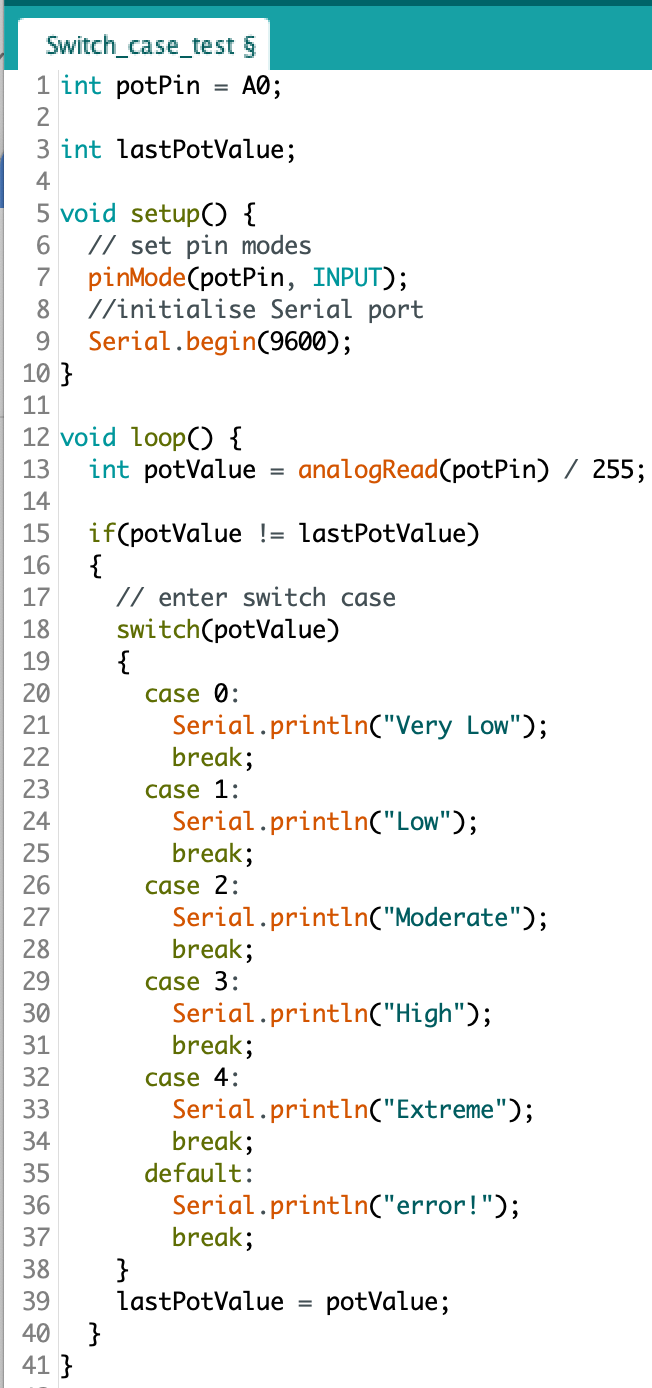 Switch_case_test §
1 int potPin = A0;
2
3 int lastPotValue;
4
5 void setup() {
6   // set pin modes
7   pinMode(potPin, INPUT);
8   //initialise Serial port
9   Serial.begin(9600);
10 }
11
12 void loop() {
13   int potValue = analogRead(potPin) / 255;
14
15   if(potValue != lastPotValue)
16   {
17     // enter switch case
18     switch(potValue)
19     {
20       case 0:
21         Serial.println("Very Low");
22         break;
23       case 1:
24         Serial.println("Low");
25         break;
26       case 2:
27         Serial.println("Moderate");
28         break;
29       case 3:
30         Serial.println("High");
31         break;
32       case 4:
33         Serial.println("Extreme");
34         break;
35       default:
36         Serial.println("error!");
37         break;
38     }
39     lastPotValue = potValue;
40   }
41 }